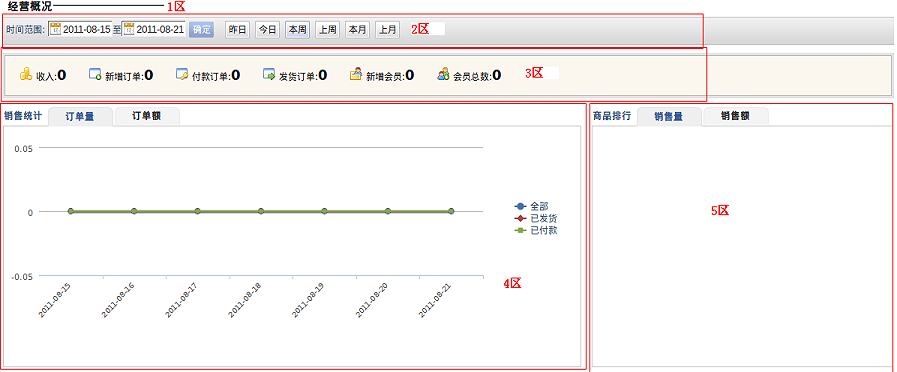 经营概况 1区
时间范围: 2011-08-15 至 2011-08-21 确定 昨日 今日 本周 上周 本月 上月 2区
收入:0 新增订单:0 付款订单:0 发货订单:0 新增会员:0 会员总数:0 3区
销售统计 订单量 订单额 商品排行 销售量 销售额
0.05
全部
5区
0
已发货
已付款
-0.05
4区
2011-08-15 2011-08-16 2011-08-17 2011-08-18 2011-08-19 2011-08-20 2011-08-21